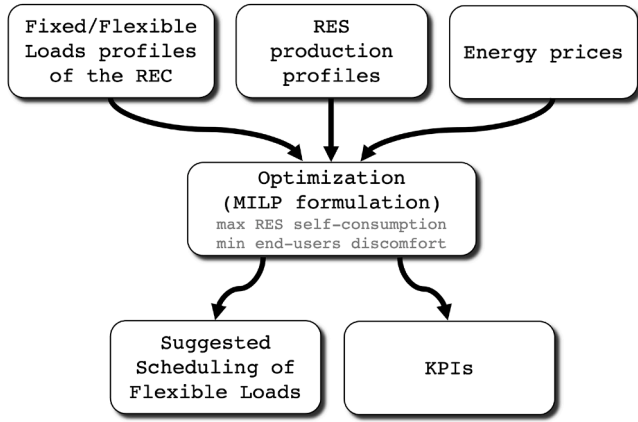 Fixed/Flexible
Loads profiles
of the REC
RES
production
profiles
Energy prices
Optimization
(MILP formulation)
max RES self-consumption
min end-users discomfort
Suggested
Scheduling of
Flexible Loads
KPIs